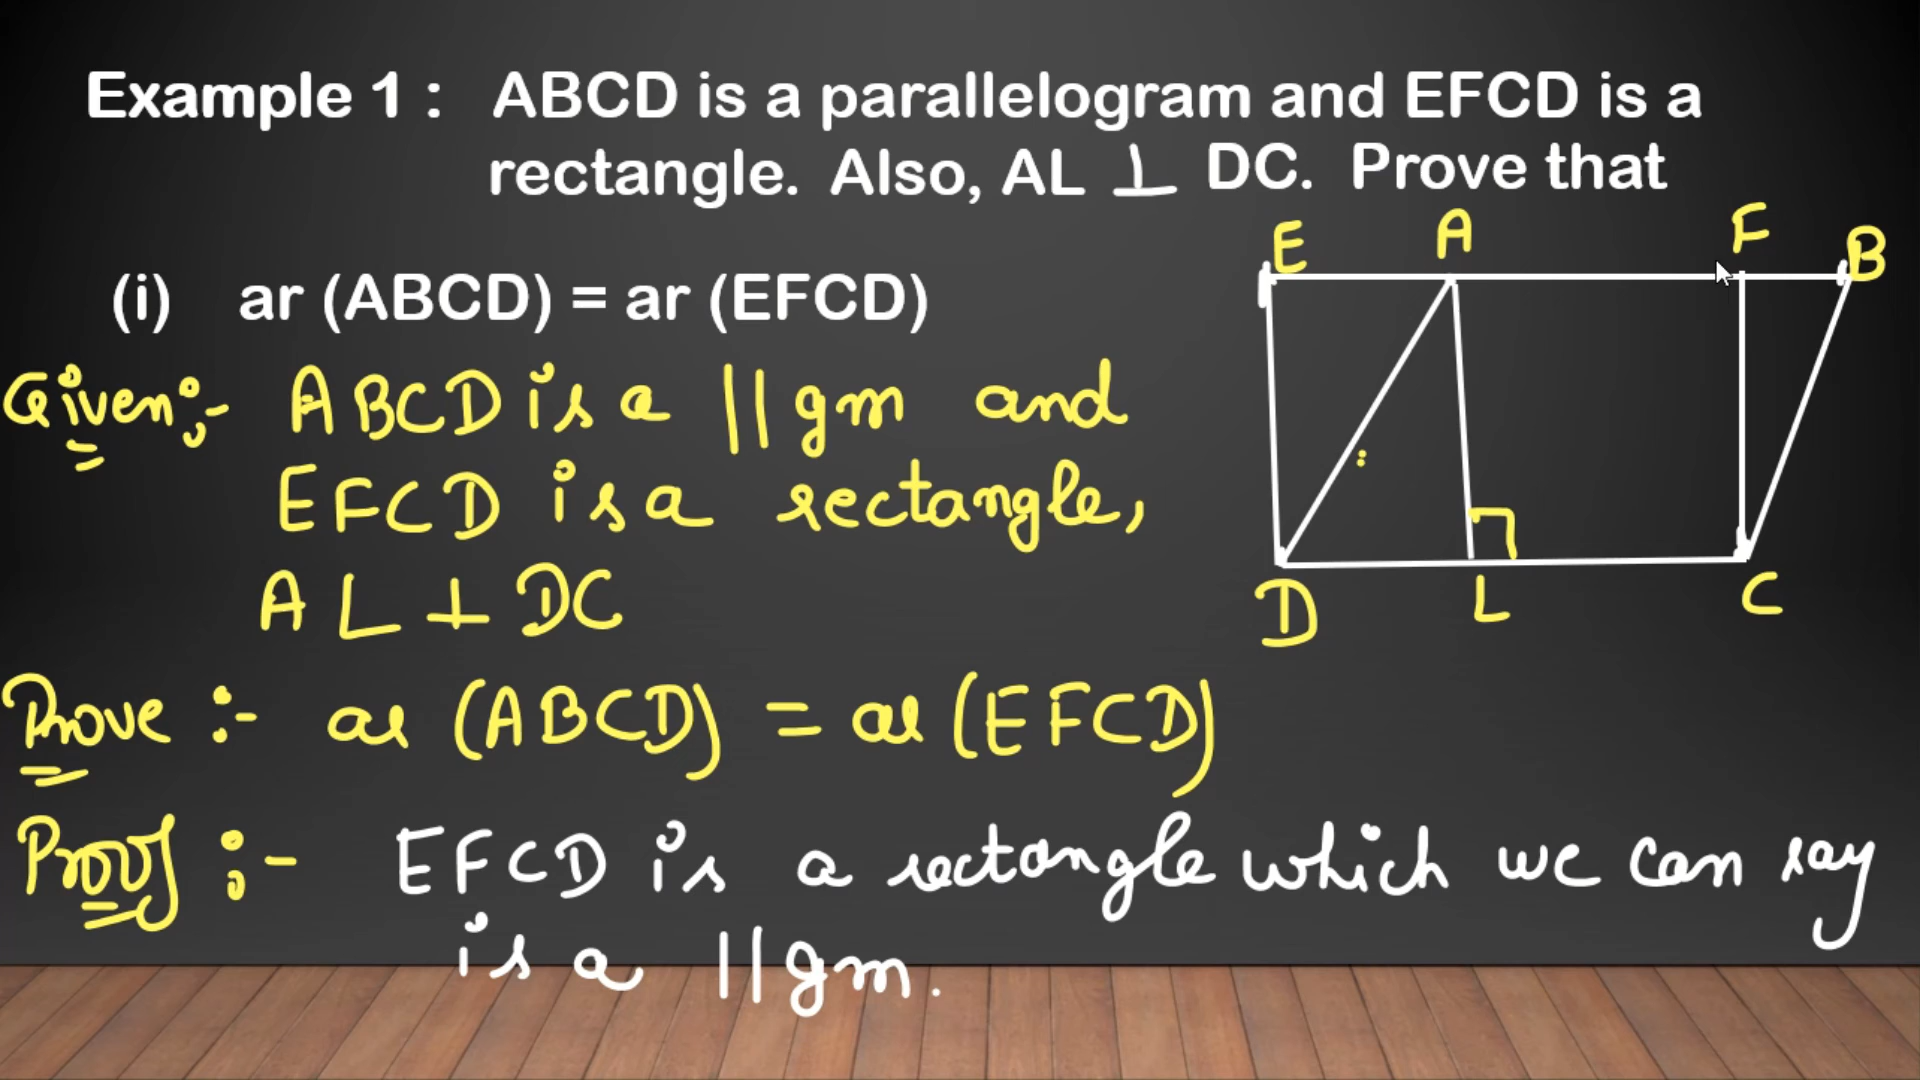 Example 1 : ABCD is a parallelogram and EFCD is a
rectangle. Also, AL ⊥ DC. Prove that
(i) ar (ABCD) = ar (EFCD)
Given:- ABCD is a ||gm and
EFCD is a rectangle,
AL ⊥ DC
Prove :- ar (ABCD) = ar (EFCD)
Proof :- EFCD is a rectangle which we can say
is a ||gm.
E A F B
D L C